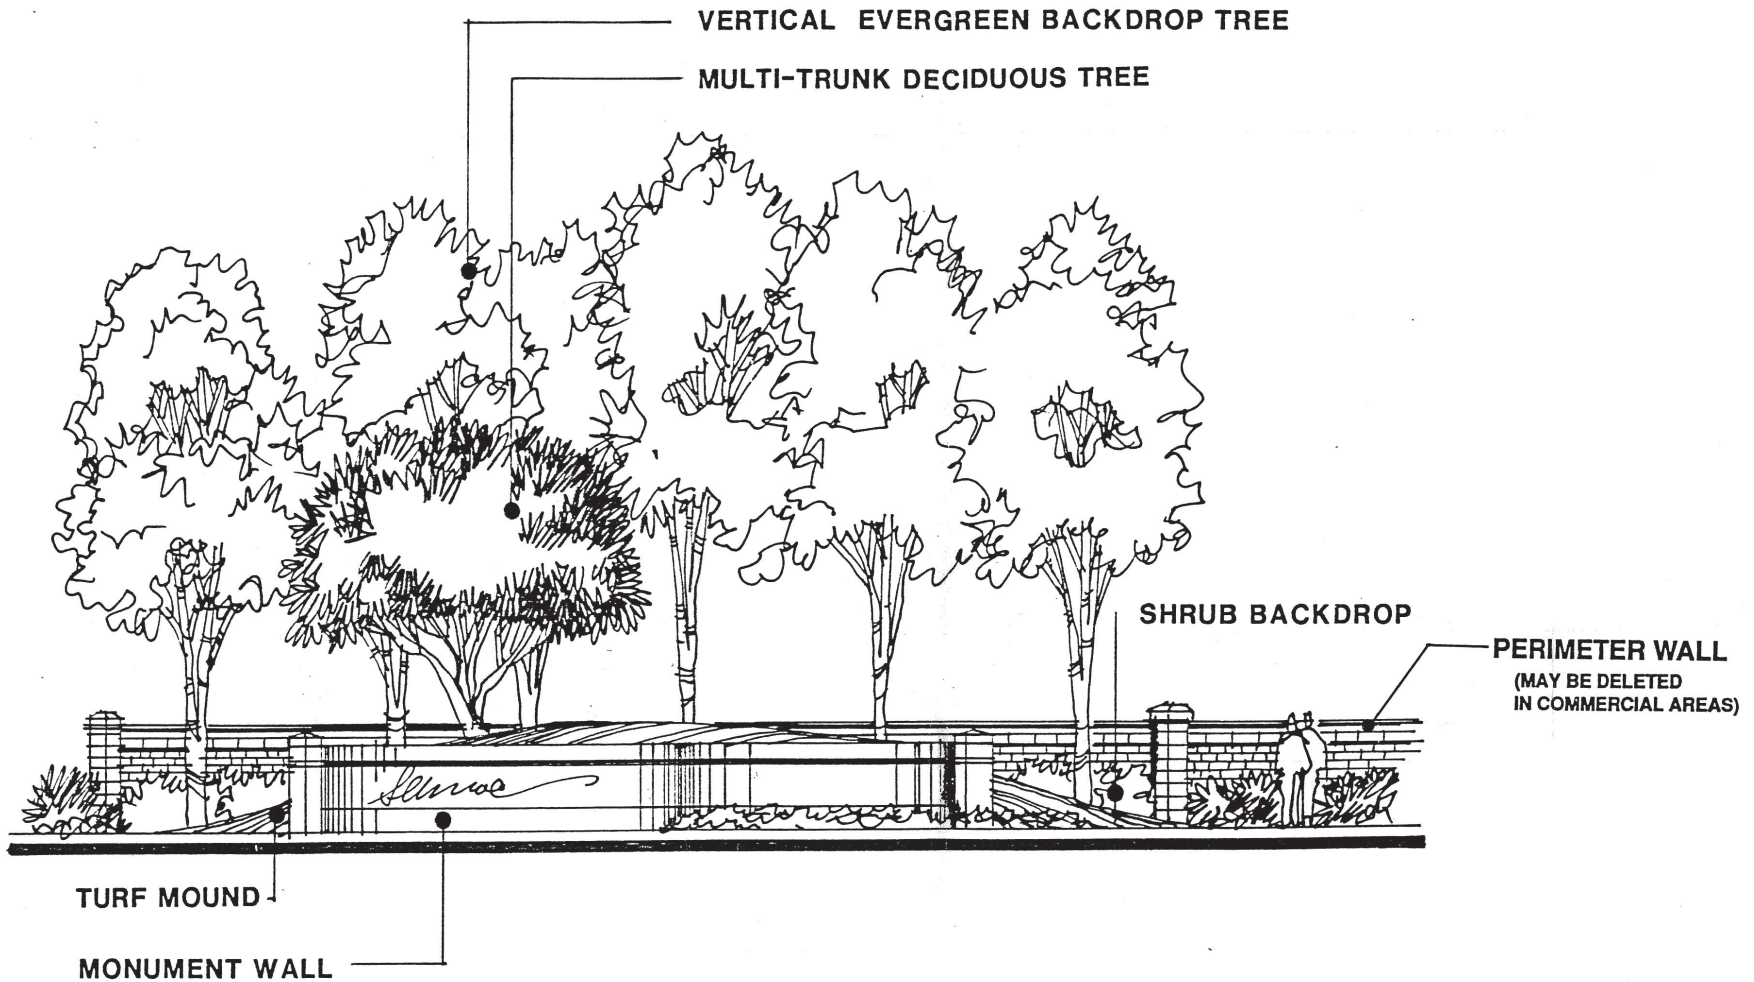 VERTICAL EVERGREEN BACKDROP TREE
MULTI-TRUNK DECIDUOUS TREE
SHRUB BACKDROP
PERIMETER WALL
(MAY BE DELETED
IN COMMERCIAL AREAS)
TURF MOUND
MONUMENT WALL